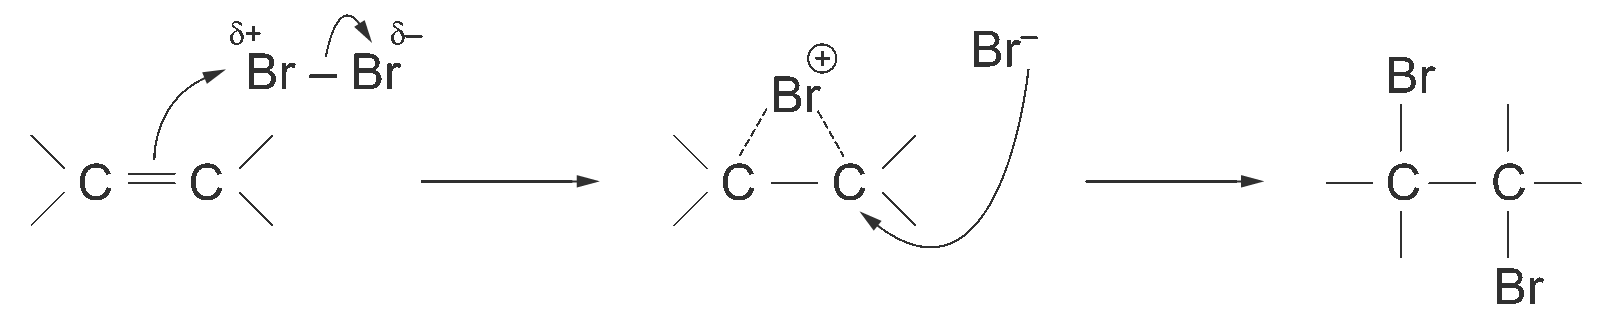 δ+ δ−
Br − Br
C = C
Br ⊕
C − C
Br−
Br
C − C
Br